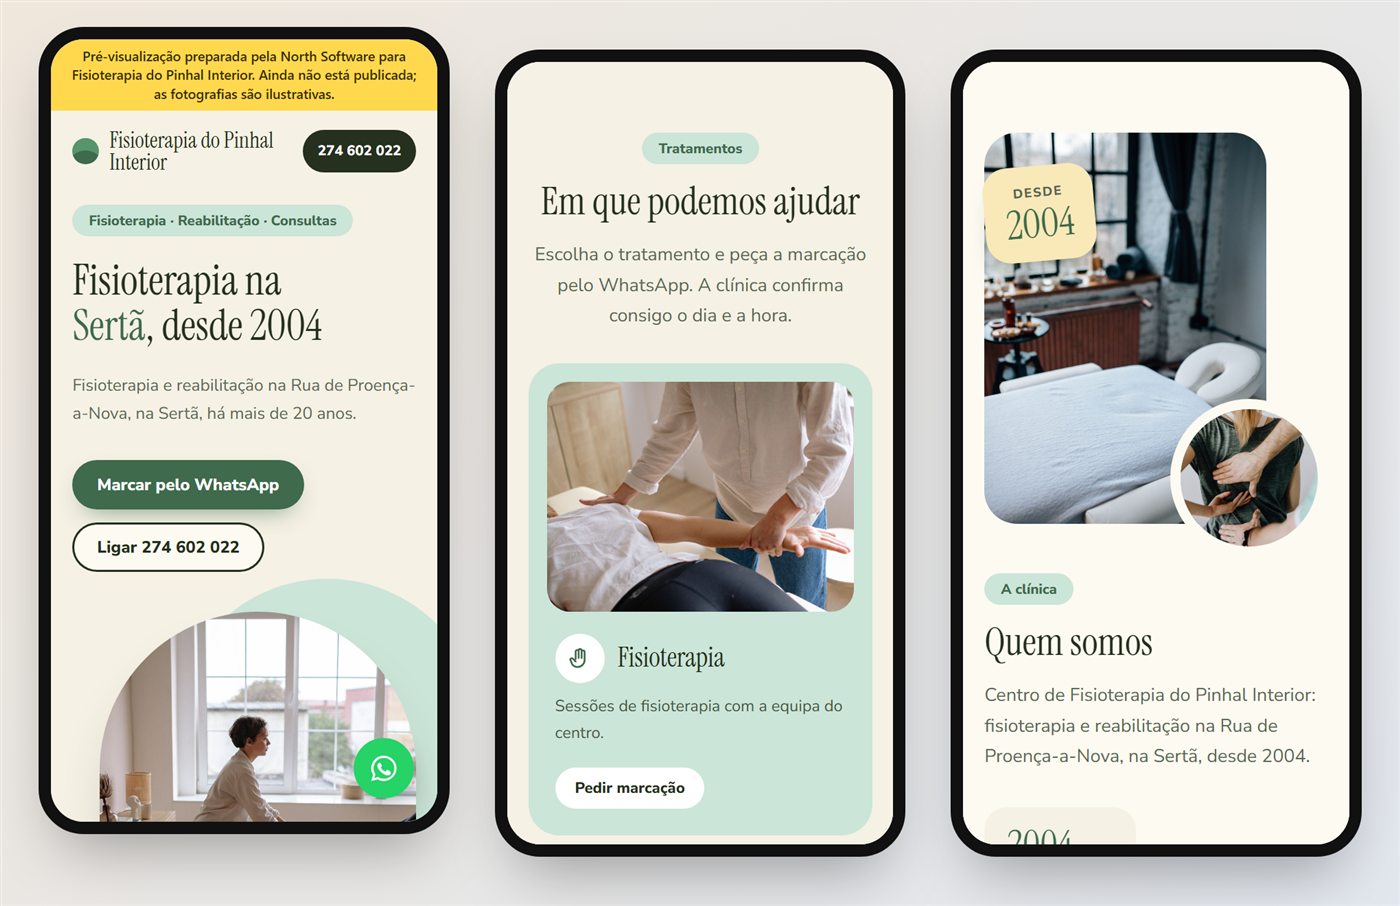 Pré-visualização preparada pela North Software para
Fisioterapia do Pinhal Interior. Ainda não está publicada;
as fotografias são ilustrativas.
Fisioterapia do Pinhal
Interior
274 602 022
Fisioterapia · Reabilitação · Consultas
Fisioterapia na
Sertã, desde 2004
Fisioterapia e reabilitação na Rua de Proença-
a-Nova, na Sertã, há mais de 20 anos.
Marcar pelo WhatsApp
Ligar 274 602 022
Tratamentos
Em que podemos ajudar
Escolha o tratamento e peça a marcação
pelo WhatsApp. A clínica confirma
consigo o dia e a hora.
Fisioterapia
Sessões de fisioterapia com a equipa do
centro.
Pedir marcação
DESDE
2004
A clínica
Quem somos
Centro de Fisioterapia do Pinhal Interior:
fisioterapia e reabilitação na Rua de
Proença-a-Nova, na Sertã, desde 2004.
2004